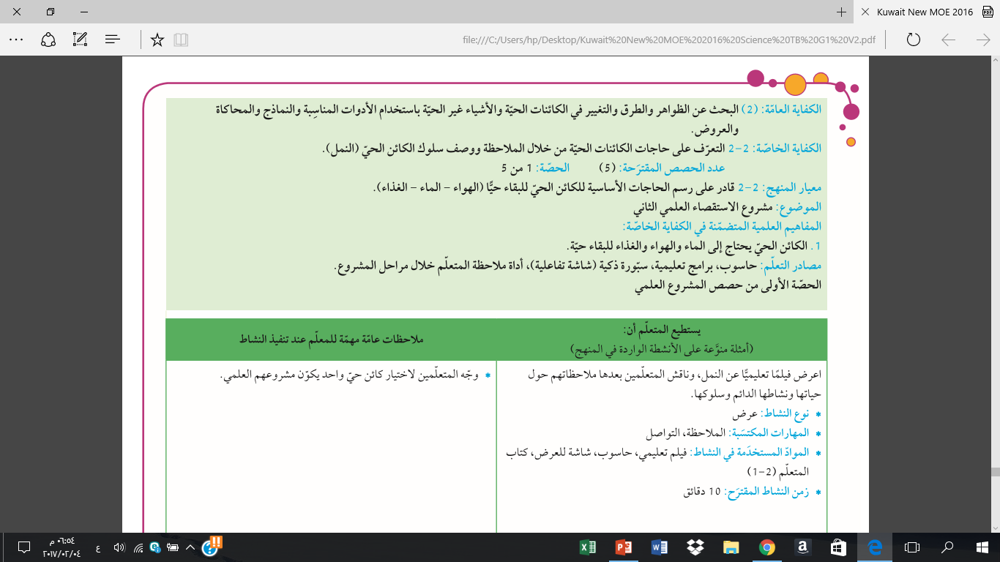 Kuwait New MOE 2016
file:///C:/Users/hp/Desktop/Kuwait%20New%20MOE%202016%20Science%20TB%20G1%20V2.pdf
الكفاية العامّة: (2) البحث عن الظواهر والطرق والتغيير في الكائنات الحيّة والأشياء غير الحيّة باستخدام الأدوات المناسِبة والنماذج والمحاكاة
والعروض.
الكفاية الخاصّة: 2–2 التعرّف على حاجات الكائنات الحيّة من خلال الملاحظة ووصف سلوك الكائن الحيّ (النمل).
عدد الحصص المقترَحة: (5) الحصّة: 1 من 5
معيار المنهج: 2–2 قادر على رسم الحاجات الأساسية للكائن الحيّ للبقاء حيًّا (الهواء – الماء – الغذاء).
الموضوع: مشروع الاستقصاء العلمي الثاني
المفاهيم العلمية المتضمّنة في الكفاية الخاصّة:
1. الكائن الحيّ يحتاج إلى الماء والهواء والغذاء للبقاء حيّة.
مصادر التعلّم: حاسوب، برامج تعليمية، سبّورة ذكية (شاشة تفاعلية)، أداة ملاحظة المتعلّم خلال مراحل المشروع.
الحصّة الأولى من حصص المشروع العلمي
يستطيع المتعلّم أن:
(أمثلة منوَّعة على الأنشطة الواردة في المنهج)
ملاحظات عامّة مهمّة للمعلّم عند تنفيذ النشاط
اعرض فيلمًا تعليميًّا عن النمل، وناقش المتعلّمين بعدها ملاحظاتهم حول
حياتها ونشاطها الدائم وسلوكها.
* نوع النشاط: عرض
* المهارات المكتسَبة: الملاحظة، التواصل
* الموادّ المستخدَمة في النشاط: فيلم تعليمي، حاسوب، شاشة للعرض، كتاب
المتعلّم (2–1)
* زمن النشاط المقترَح: 10 دقائق
* وجّه المتعلّمين لاختيار كائن حيّ واحد يكوّن مشروعهم العلمي.
٠٦:٥٤ م
٢٠١٧/٠٢/٠٤
ع